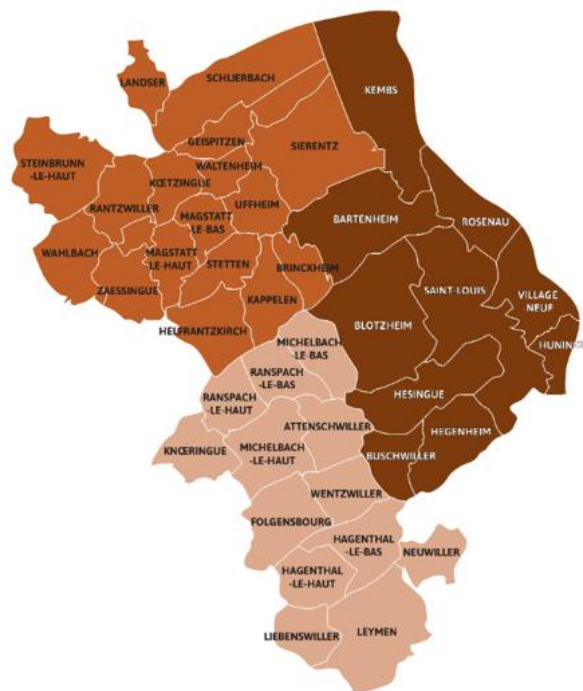 LANDSER
SCHLIERBACH
KEMBS
GEISPITZEN
SIERENTZ
STEINBRUNN
-LE-HAUT
WALTENHEIM
KŒTZINGUE
RANTZWILLER
UFFHEIM
MAGSTATT
LE-BAS
BARTENHEIM
ROSENAU
WAHLBACH
MAGSTATT
LE-HAUT
STETTEN
BRINCKHEIM
ZAESSINGUE
SAINT-LOUIS
VILLAGE
NEUF
KAPPELEN
HELFRANTZKIRCH
BLOTZHEIM
MICHELBACH
-LE-BAS
HUNINGUE
RANSPACH
-LE-BAS
RANSPACH
-LE-HAUT
HESINGUE
ATTENSCHWILLER
HEGENHEIM
KNŒRINGUE
MICHELBACH
-LE-HAUT
BUSCHWILLER
WENTZWILLER
FOLGENSBOURG
HAGENTHAL
-LE-BAS
NEUWILLER
HAGENTHAL
-LE-HAUT
LIEBENSWILLER
LEYMEN